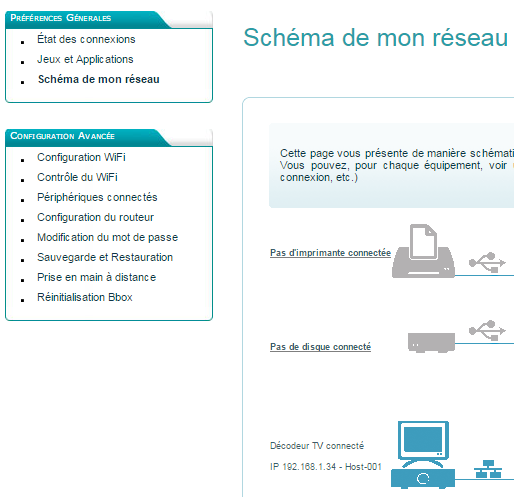 Préférences Générales
État des connexions
Jeux et Applications
Schéma de mon réseau
Configuration Avancée
Configuration WiFi
Contrôle du WiFi
Périphériques connectés
Configuration du routeur
Modification du mot de passe
Sauvegarde et Restauration
Prise en main à distance
Réinitialisation Bbox
Schéma de mon réseau
Cette page vous présente de manière schémati
Vous pouvez, pour chaque équipement, voir
connexion, etc.)
Pas d'imprimante connectée
Pas de disque connecté
Décodeur TV connecté
IP 192.168.1.34 - Host-001